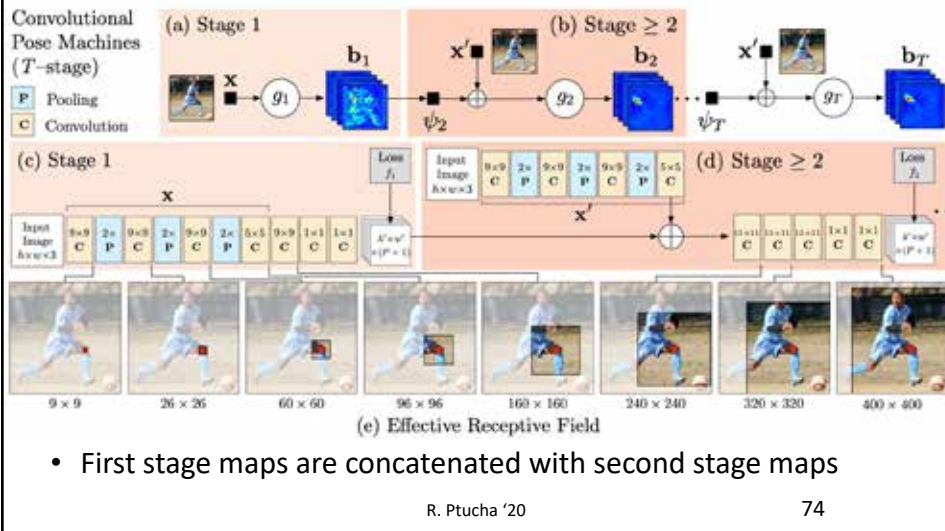 Convolutional
Pose Machines
(T–stage)
P Pooling
C Convolution
(a) Stage 1
x
g₁
b₁
(b) Stage ≥ 2
x′
ψ₂
g₂
b₂
x′
ψ_T
g_T
b_T
(c) Stage 1
Loss
f₁
x
Input
Image
h×w×3
9×9 C
2× P
9×9 C
2× P
9×9 C
2× P
5×5 C
9×9 C
1×1 C
1×1 C
h′×w′
×(P+1)
(d) Stage ≥ 2
Input
Image
h×w×3
9×9 C
2× P
9×9 C
2× P
9×9 C
2× P
5×5 C
x′
11×11 C
11×11 C
11×11 C
1×1 C
1×1 C
Loss
f₂
h′×w′
×(P+1)
9 × 9
26 × 26
60 × 60
96 × 96
160 × 160
240 × 240
320 × 320
400 × 400
(e) Effective Receptive Field
• First stage maps are concatenated with second stage maps
R. Ptucha ‘20
74